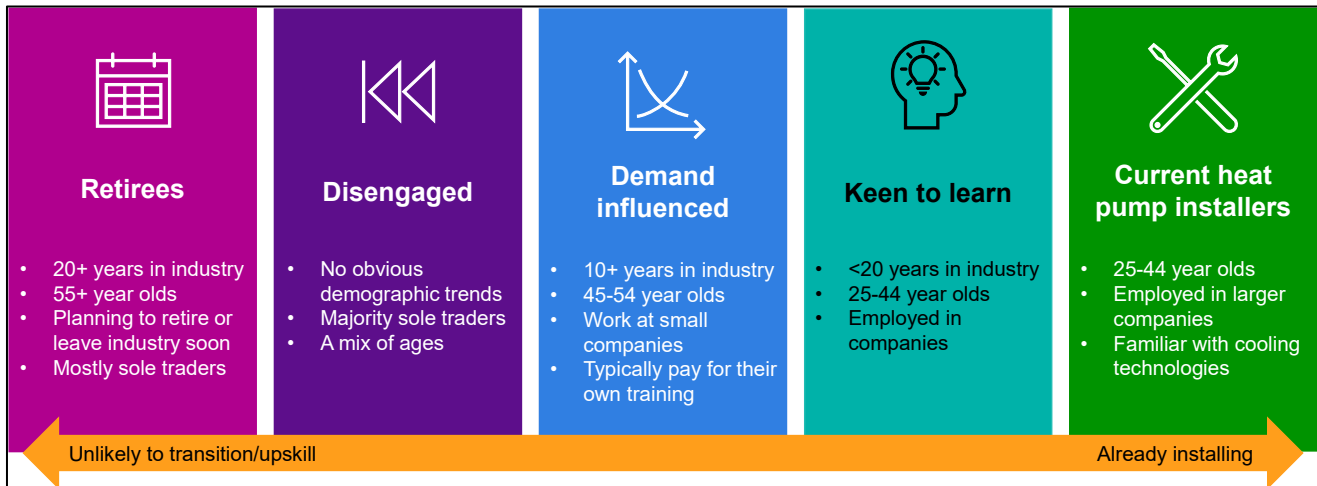 Retirees
• 20+ years in industry
• 55+ year olds
• Planning to retire or
leave industry soon
• Mostly sole traders
Disengaged
• No obvious
demographic trends
• Majority sole traders
• A mix of ages
Demand
influenced
• 10+ years in industry
• 45-54 year olds
• Work at small
companies
• Typically pay for their
own training
Keen to learn
• <20 years in industry
• 25-44 year olds
• Employed in
companies
Current heat
pump installers
• 25-44 year olds
• Employed in larger
companies
• Familiar with cooling
technologies
Unlikely to transition/upskill
Already installing